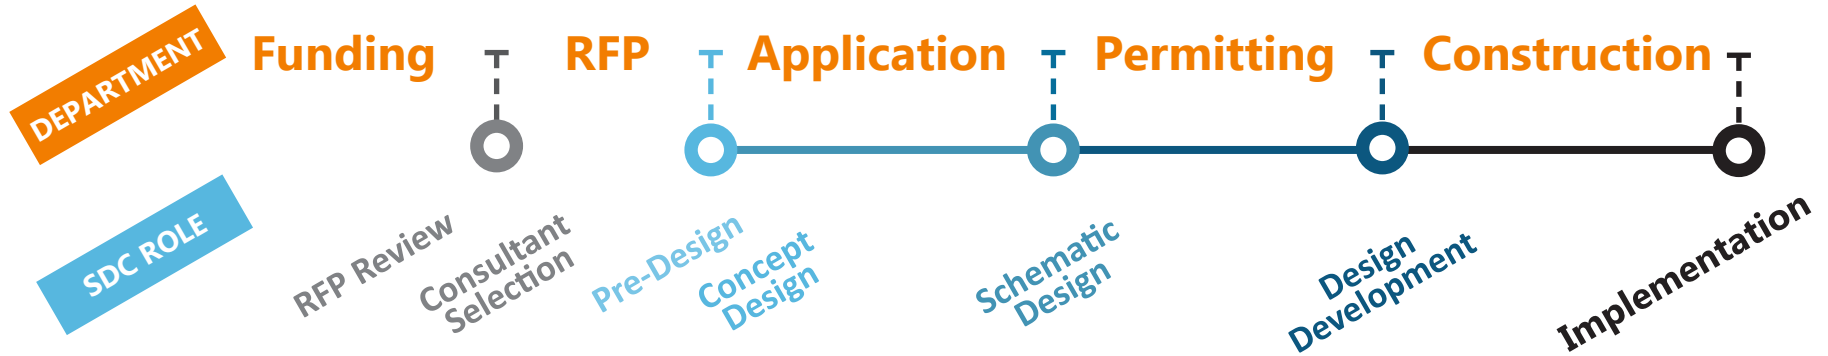 DEPARTMENT
Funding
RFP
Application
Permitting
Construction
SDC ROLE
RFP Review
Consultant
Selection
Pre-Design
Concept
Design
Schematic
Design
Design
Development
Implementation